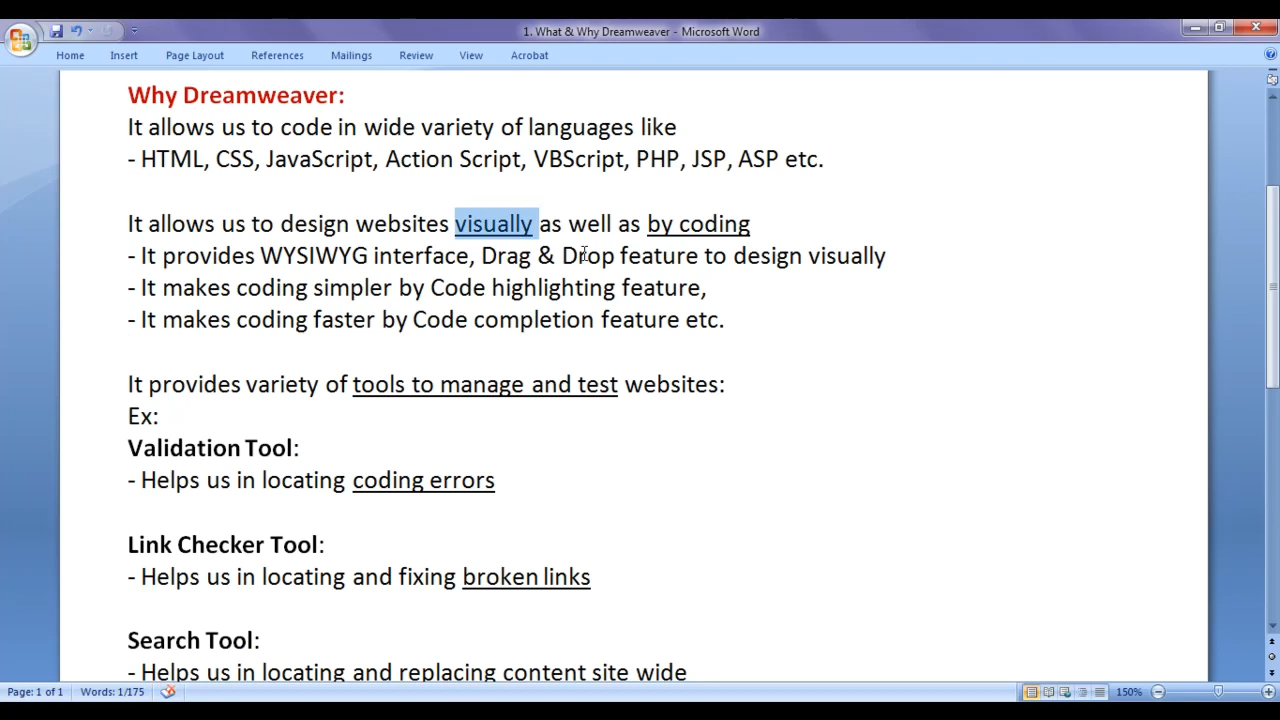 1. What & Why Dreamweaver - Microsoft Word
Home Insert Page Layout References Mailings Review View Acrobat
Why Dreamweaver:
It allows us to code in wide variety of languages like
- HTML, CSS, JavaScript, Action Script, VBScript, PHP, JSP, ASP etc.
It allows us to design websites visually as well as by coding
- It provides WYSIWYG interface, Drag & Drop feature to design visually
- It makes coding simpler by Code highlighting feature,
- It makes coding faster by Code completion feature etc.
It provides variety of tools to manage and test websites:
Ex:
Validation Tool:
- Helps us in locating coding errors
Link Checker Tool:
- Helps us in locating and fixing broken links
Search Tool:
- Helps us in locating and replacing content site wide
Page: 1 of 1 Words: 1/175 150%